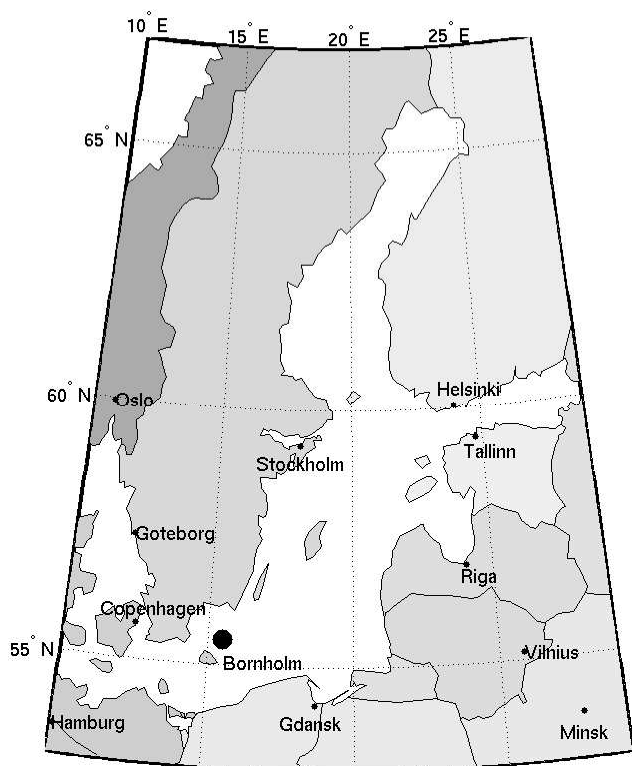 10° E
15° E
20° E
25° E
65° N
Helsinki
60° N
Oslo
Tallinn
Stockholm
Goteborg
Riga
Copenhagen
55° N
Vilnius
Bornholm
Hamburg
Gdansk
Minsk